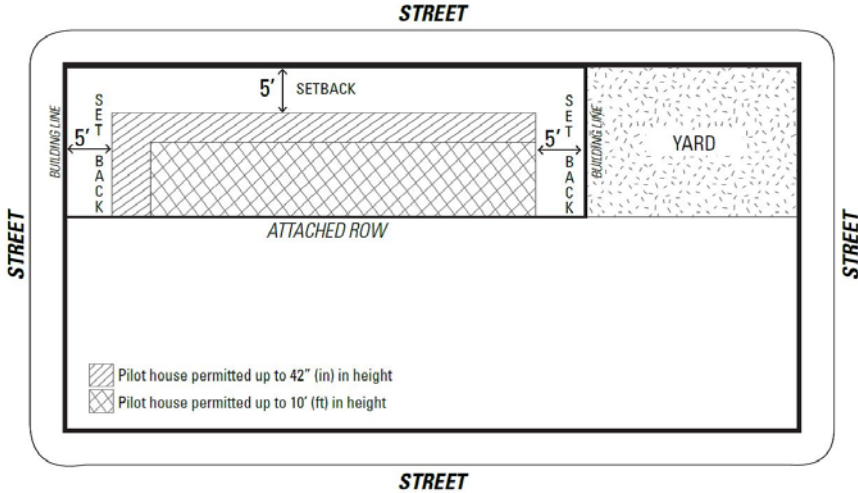 STREET
5' SETBACK
BUILDING LINE
SET BACK
5'
5'
SET BACK
BUILDING LINE
YARD
STREET
STREET
ATTACHED ROW
Pilot house permitted up to 42" (in) in height
Pilot house permitted up to 10' (ft) in height
STREET